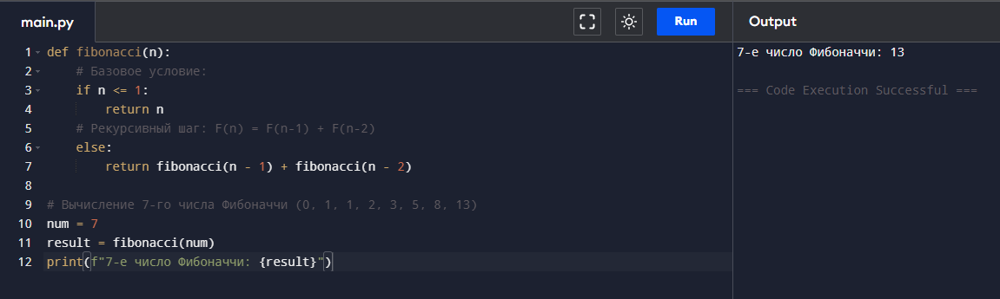 main.py
Run
Output
1 def fibonacci(n):
2     # Базовое условие:
3     if n <= 1:
4         return n
5     # Рекурсивный шаг: F(n) = F(n-1) + F(n-2)
6     else:
7         return fibonacci(n - 1) + fibonacci(n - 2)
8
9 # Вычисление 7-го числа Фибоначчи (0, 1, 1, 2, 3, 5, 8, 13)
10 num = 7
11 result = fibonacci(num)
12 print(f"7-е число Фибоначчи: {result}")
7-е число Фибоначчи: 13
=== Code Execution Successful ===